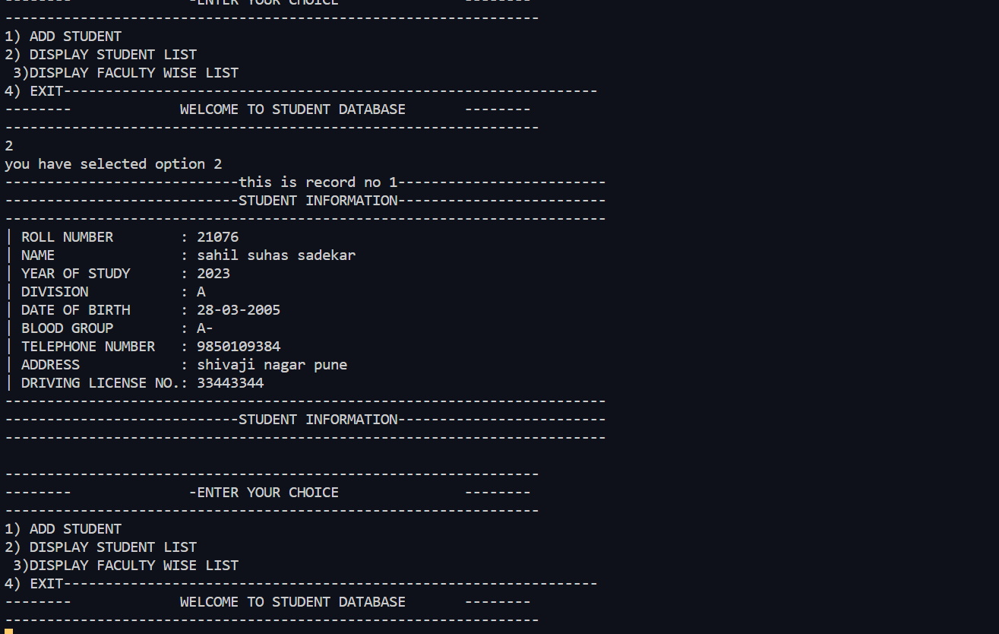 --------              -ENTER YOUR CHOICE               --------
----------------------------------------------------------------
1) ADD STUDENT
2) DISPLAY STUDENT LIST
 3)DISPLAY FACULTY WISE LIST
4) EXIT----------------------------------------------------------------
--------             WELCOME TO STUDENT DATABASE       --------
----------------------------------------------------------------
2
you have selected option 2
----------------------------this is record no 1-------------------------
----------------------------STUDENT INFORMATION-------------------------
------------------------------------------------------------------------
| ROLL NUMBER        : 21076
| NAME               : sahil suhas sadekar
| YEAR OF STUDY      : 2023
| DIVISION           : A
| DATE OF BIRTH      : 28-03-2005
| BLOOD GROUP        : A-
| TELEPHONE NUMBER   : 9850109384
| ADDRESS            : shivaji nagar pune
| DRIVING LICENSE NO.: 33443344
------------------------------------------------------------------------
----------------------------STUDENT INFORMATION-------------------------
------------------------------------------------------------------------

----------------------------------------------------------------
--------              -ENTER YOUR CHOICE               --------
----------------------------------------------------------------
1) ADD STUDENT
2) DISPLAY STUDENT LIST
 3)DISPLAY FACULTY WISE LIST
4) EXIT----------------------------------------------------------------
--------             WELCOME TO STUDENT DATABASE       --------
----------------------------------------------------------------